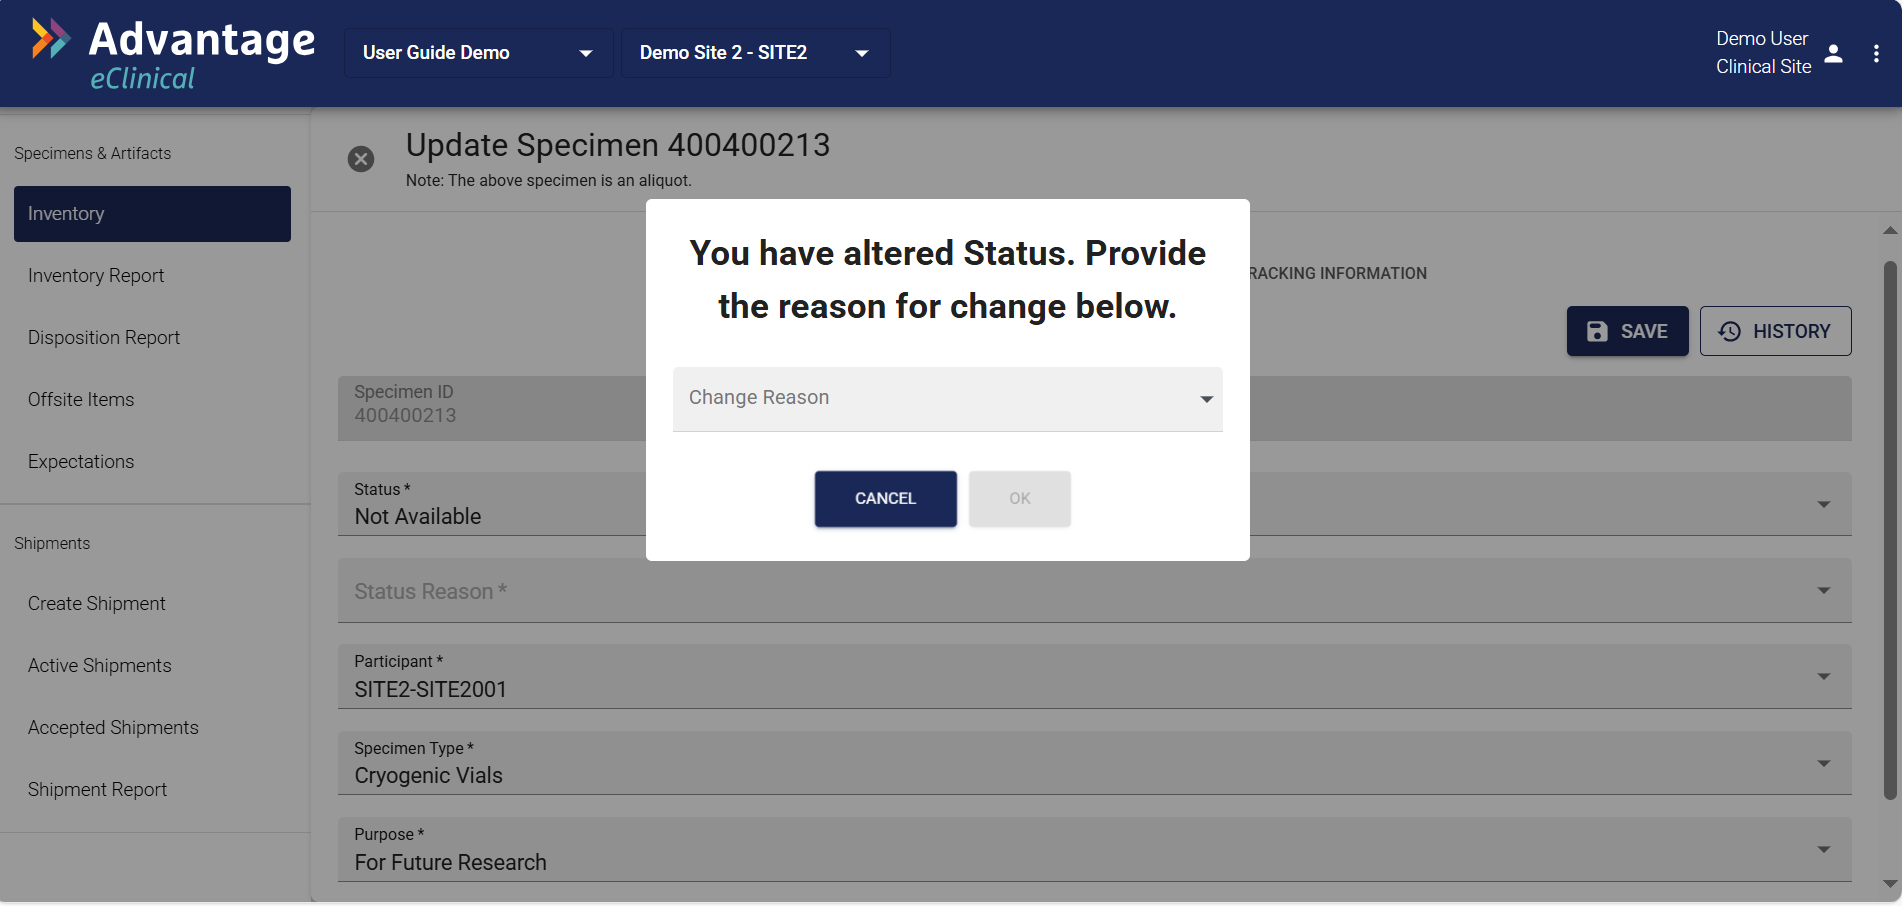 Advantage
eClinical
User Guide Demo
Demo Site 2 - SITE2
Demo User
Clinical Site
Specimens & Artifacts
Inventory
Inventory Report
Disposition Report
Offsite Items
Expectations
Shipments
Create Shipment
Active Shipments
Accepted Shipments
Shipment Report
Update Specimen 400400213
Note: The above specimen is an aliquot.
RACKING INFORMATION
SAVE
HISTORY
You have altered Status. Provide
the reason for change below.
Change Reason
CANCEL
OK
Specimen ID
400400213
Status *
Not Available
Status Reason *
Participant *
SITE2-SITE2001
Specimen Type *
Cryogenic Vials
Purpose *
For Future Research